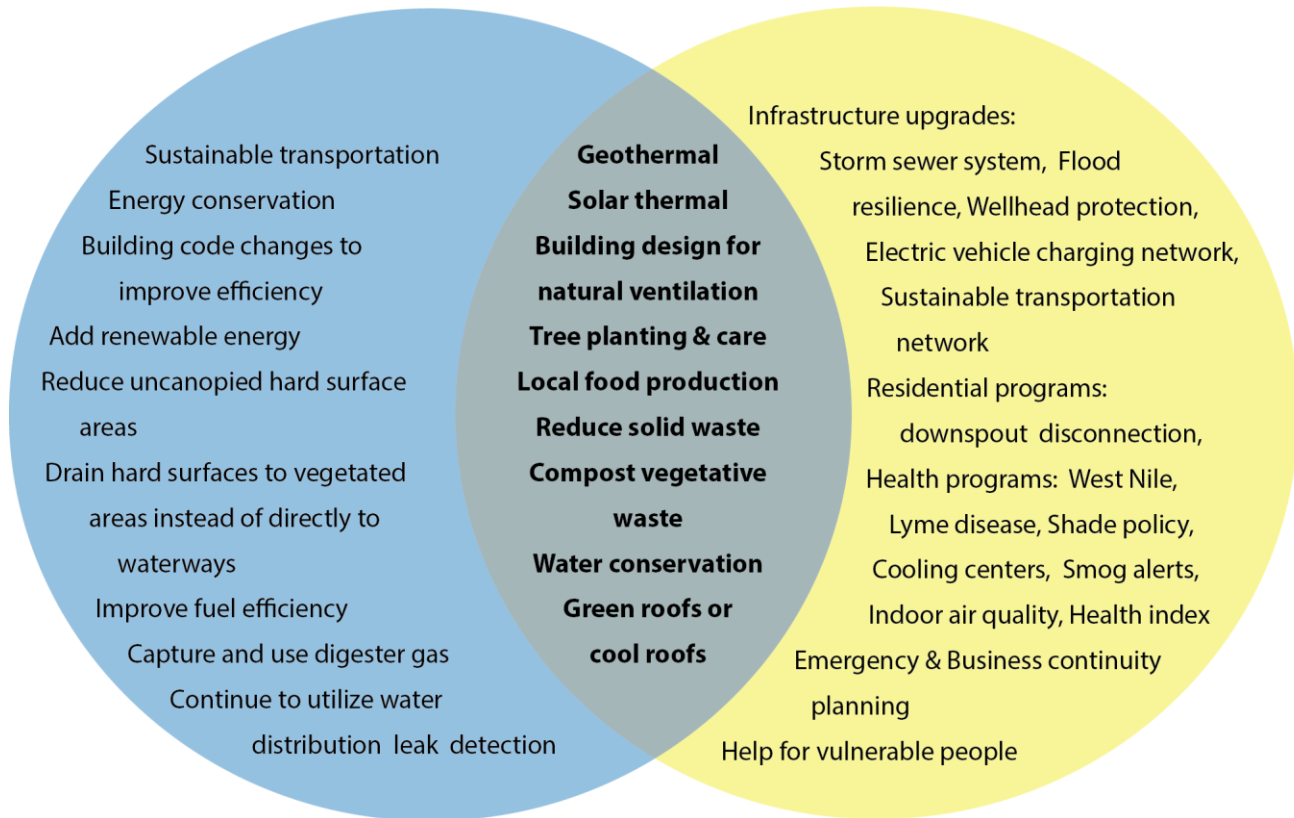 Sustainable transportation
Energy conservation
Building code changes to
improve efficiency
Add renewable energy
Reduce uncanopied hard surface
areas
Drain hard surfaces to vegetated
areas instead of directly to
waterways
Improve fuel efficiency
Capture and use digester gas
Continue to utilize water
distribution leak detection
Geothermal
Solar thermal
Building design for
natural ventilation
Tree planting & care
Local food production
Reduce solid waste
Compost vegetative
waste
Water conservation
Green roofs or
cool roofs
Infrastructure upgrades:
Storm sewer system, Flood
resilience, Wellhead protection,
Electric vehicle charging network,
Sustainable transportation
network
Residential programs:
downspout disconnection,
Health programs: West Nile,
Lyme disease, Shade policy,
Cooling centers, Smog alerts,
Indoor air quality, Health index
Emergency & Business continuity
planning
Help for vulnerable people